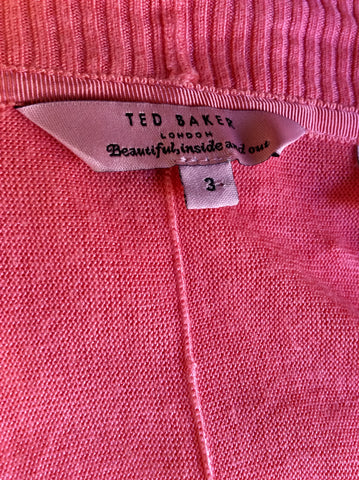 TED BAKER
LONDON
Beautiful, inside and out
3